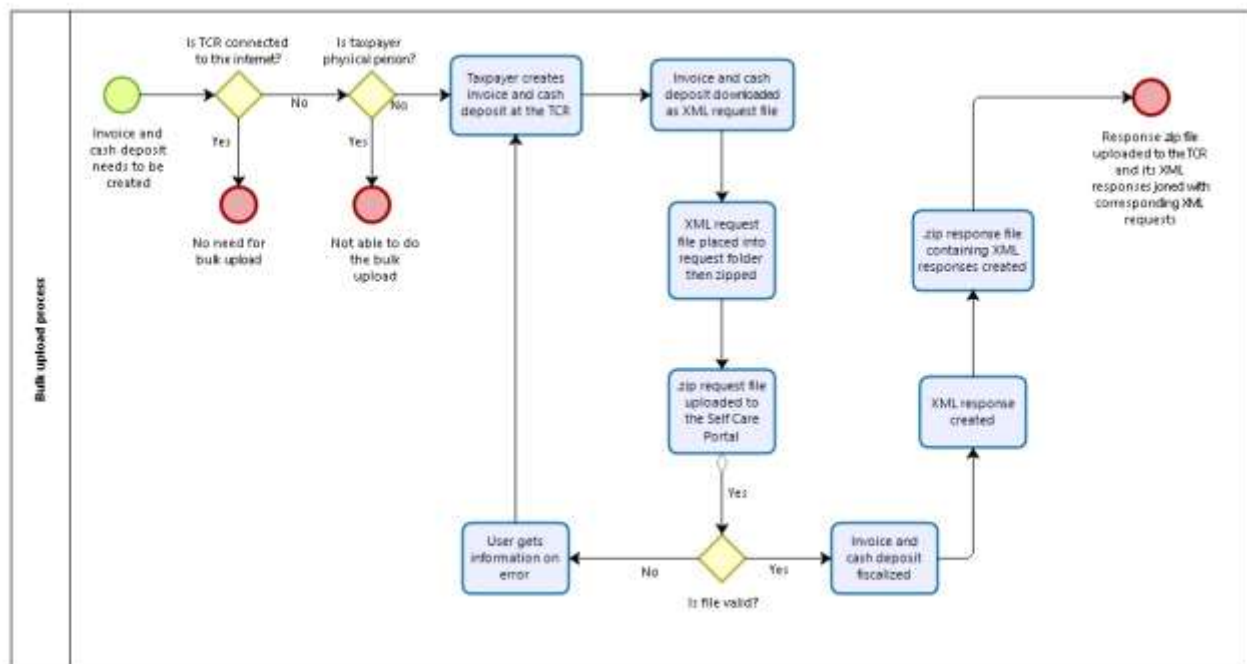 Bulk upload process
Is TCR connected
to the internet?
Is taxpayer
physical person?
No
No
Yes
Yes
Invoice and
cash deposit
needs to be
created
No need for
bulk upload
Not able to do
the bulk
upload
Taxpayer creates
invoice and cash
deposit at the TCR
Invoice and cash
deposit downloaded
as XML request file
XML request
file placed into
request folder
then zipped
.zip request file
uploaded to
the Self Care
Portal
Yes
Is file valid?
No
Yes
User gets
information on
error
Invoice and
cash deposit
fiscalized
XML response
created
.zip response file
containing XML
responses created
Response .zip file
uploaded to the TCR
and its XML
responses joned with
corresponding XML
requests